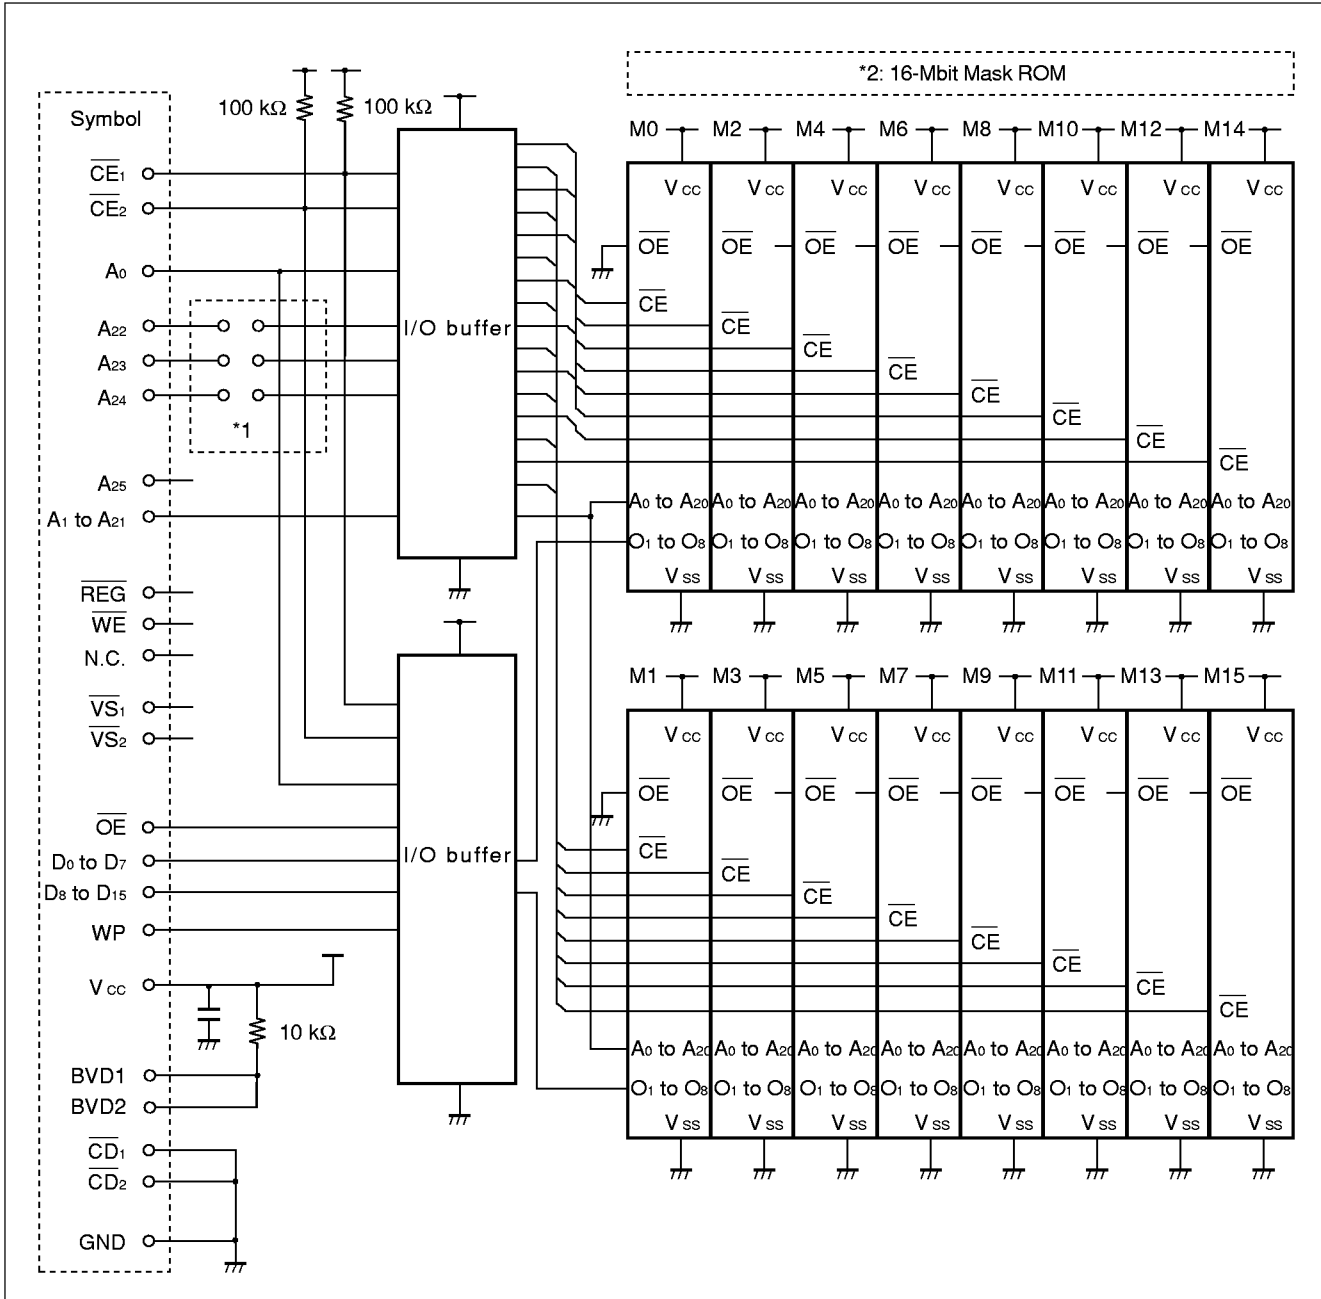 *2: 16-Mbit Mask ROM
Symbol
100 kΩ 100 kΩ
CE1
CE2
A0
A22
A23
A24
*1
A25
A1 to A21
REG
WE
N.C.
VS1
VS2
OE
D0 to D7
D8 to D15
WP
VCC
10 kΩ
BVD1
BVD2
CD1
CD2
GND
I/O buffer
I/O buffer
M0 M2 M4 M6 M8 M10 M12 M14
VCC VCC VCC
OE OE OE OE OE OE OE OE
CE
CE
CE
CE
CE
CE
CE
CE
A0 to A20 A0 to A20 A0 to A20 A0 to A20 A0 to A20 A0 to A20 A0 to A20 A0 to A20
O1 to O8 O1 to O8 O1 to O8 O1 to O8 O1 to O8 O1 to O8 O1 to O8 O1 to O8
VSS VSS VSS VSS VSS VSS VSS VSS
M1 M3 M5 M7 M9 M11 M13 M15
VCC VCC VCC
OE OE OE OE OE OE OE OE
CE
CE
CE
CE
CE
CE
CE
CE
A0 to A20 A0 to A20 A0 to A20 A0 to A20 A0 to A20 A0 to A20 A0 to A20 A0 to A20
O1 to O8 O1 to O8 O1 to O8 O1 to O8 O1 to O8 O1 to O8 O1 to O8 O1 to O8
VSS VSS VSS VSS VSS VSS VSS VSS